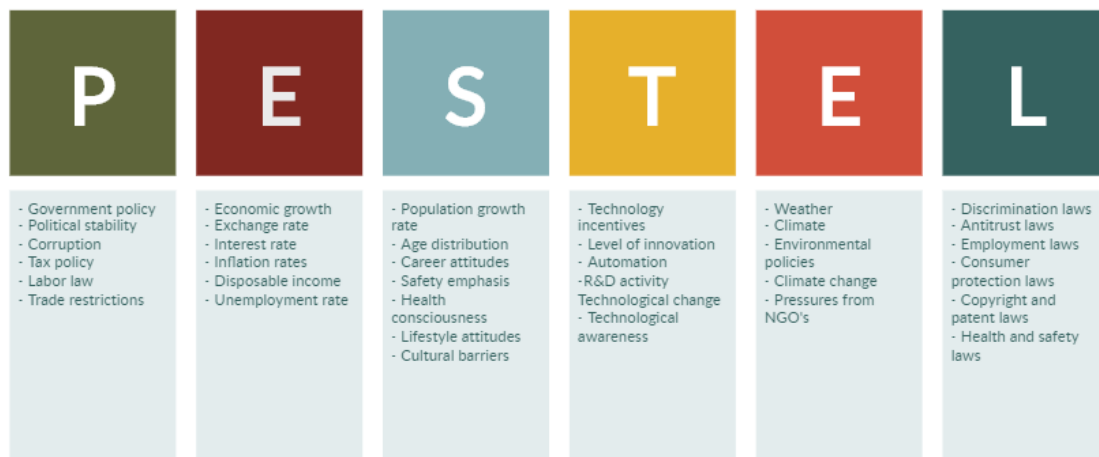 P
E
S
T
E
L
- Government policy
- Political stability
- Corruption
- Tax policy
- Labor law
- Trade restrictions
- Economic growth
- Exchange rate
- Interest rate
- Inflation rates
- Disposable income
- Unemployment rate
- Population growth
rate
- Age distribution
- Career attitudes
- Safety emphasis
- Health
consciousness
- Lifestyle attitudes
- Cultural barriers
- Technology
incentives
- Level of innovation
- Automation
-R&D activity
Technological change
- Technological
awareness
- Weather
- Climate
- Environmental
policies
- Climate change
- Pressures from
NGO's
- Discrimination laws
- Antitrust laws
- Employment laws
- Consumer
protection laws
- Copyright and
patent laws
- Health and safety
laws